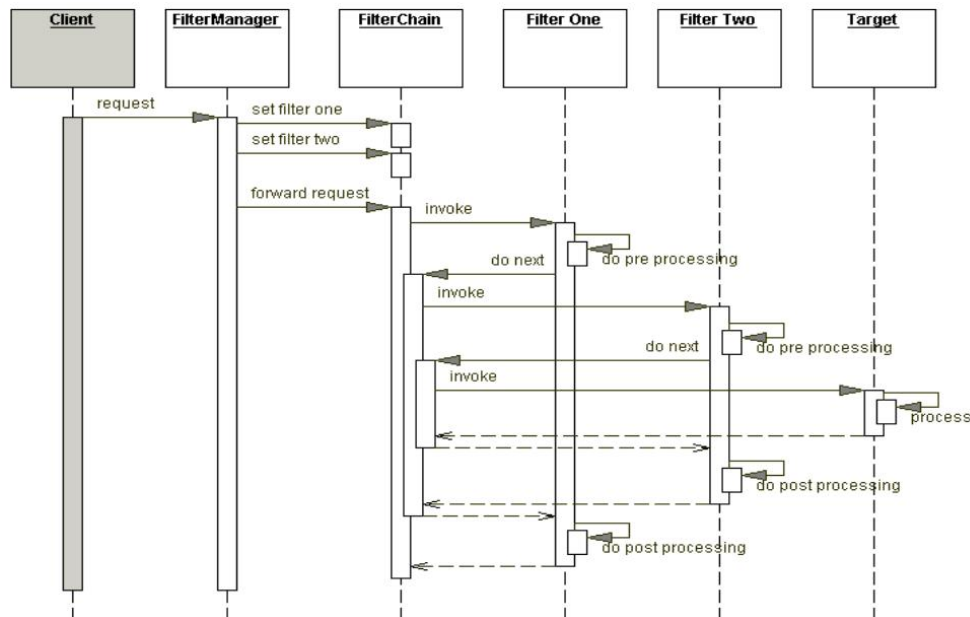 Client
FilterManager
FilterChain
Filter One
Filter Two
Target
request
set filter one
set filter two
forward request
invoke
do pre processing
do next
invoke
do pre processing
do next
invoke
process
do post processing
do post processing